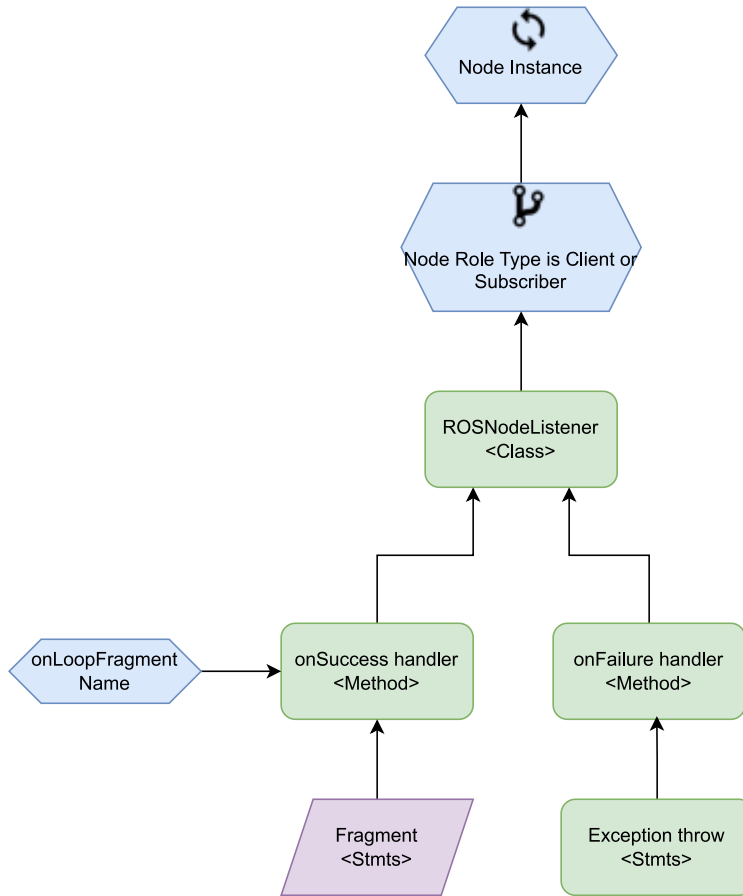 Node Instance
Node Role Type is Client or
Subscriber
ROSNodeListener
<Class>
onLoopFragment
Name
onSuccess handler
<Method>
onFailure handler
<Method>
Fragment
<Stmts>
Exception throw
<Stmts>